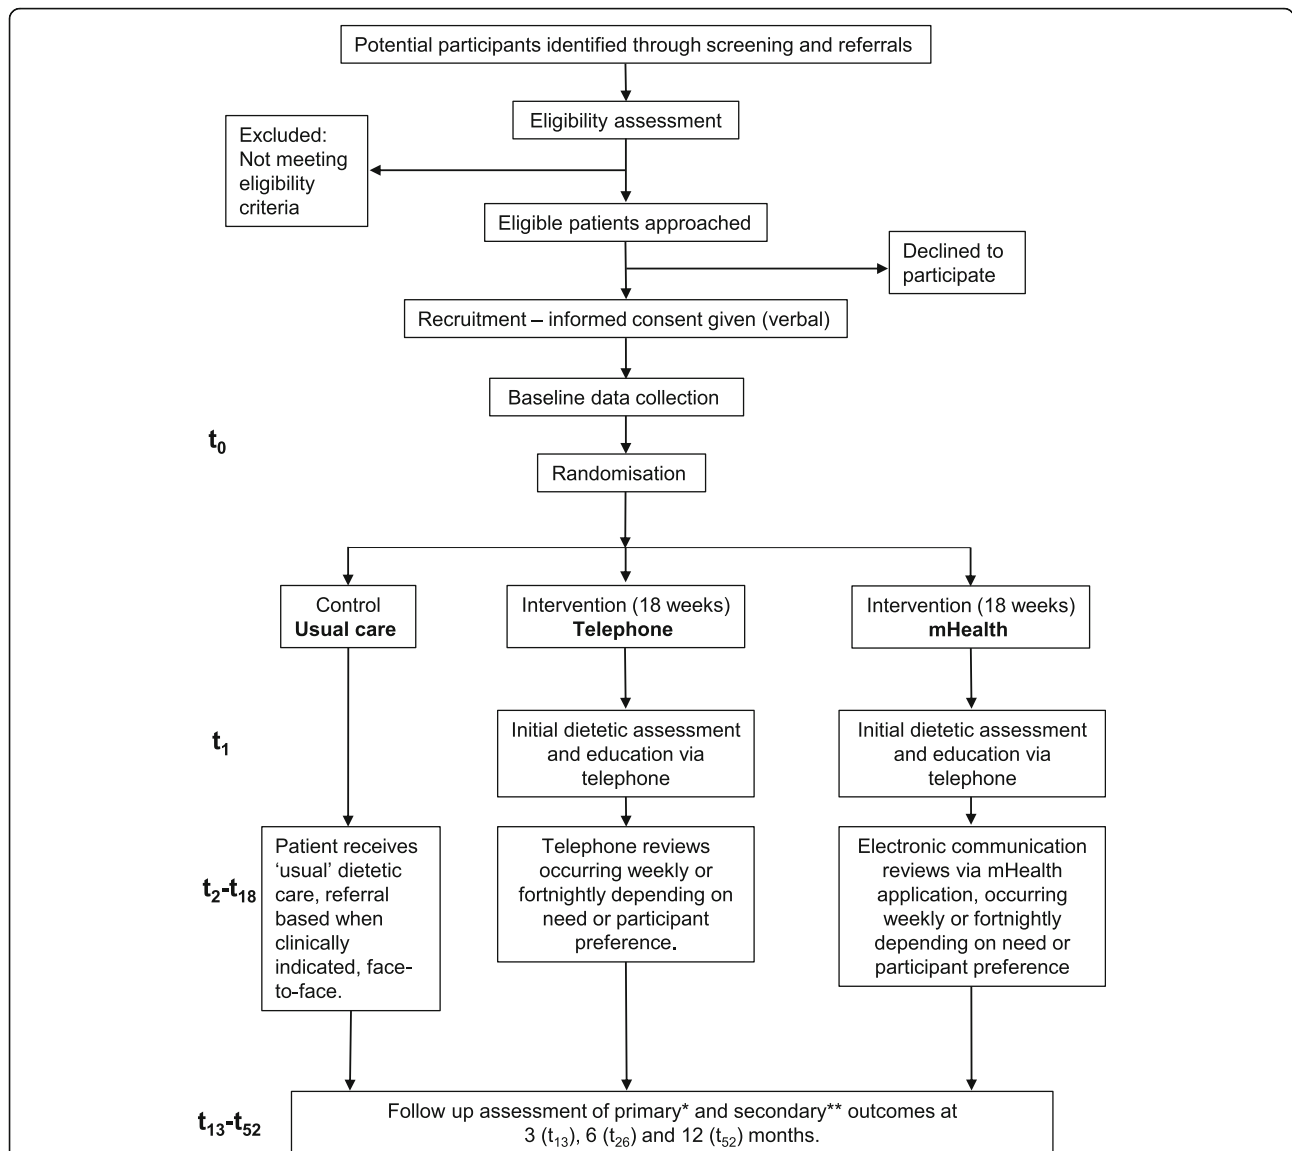 Potential participants identified through screening and referrals
Eligibility assessment
Excluded:
Not meeting
eligibility
criteria
Eligible patients approached
Declined to
participate
Recruitment – informed consent given (verbal)
Baseline data collection
t0
Randomisation
Control
Usual care
Intervention (18 weeks)
Telephone
Intervention (18 weeks)
mHealth
t1
Initial dietetic assessment
and education via
telephone
Initial dietetic assessment
and education via
telephone
t2-t18
Patient receives
‘usual’ dietetic
care, referral
based when
clinically
indicated, face-
to-face.
Telephone reviews
occurring weekly or
fortnightly depending on
need or participant
preference.
Electronic communication
reviews via mHealth
application, occurring
weekly or fortnightly
depending on need or
participant preference
t13-t52
Follow up assessment of primary* and secondary** outcomes at
3 (t13), 6 (t26) and 12 (t52) months.